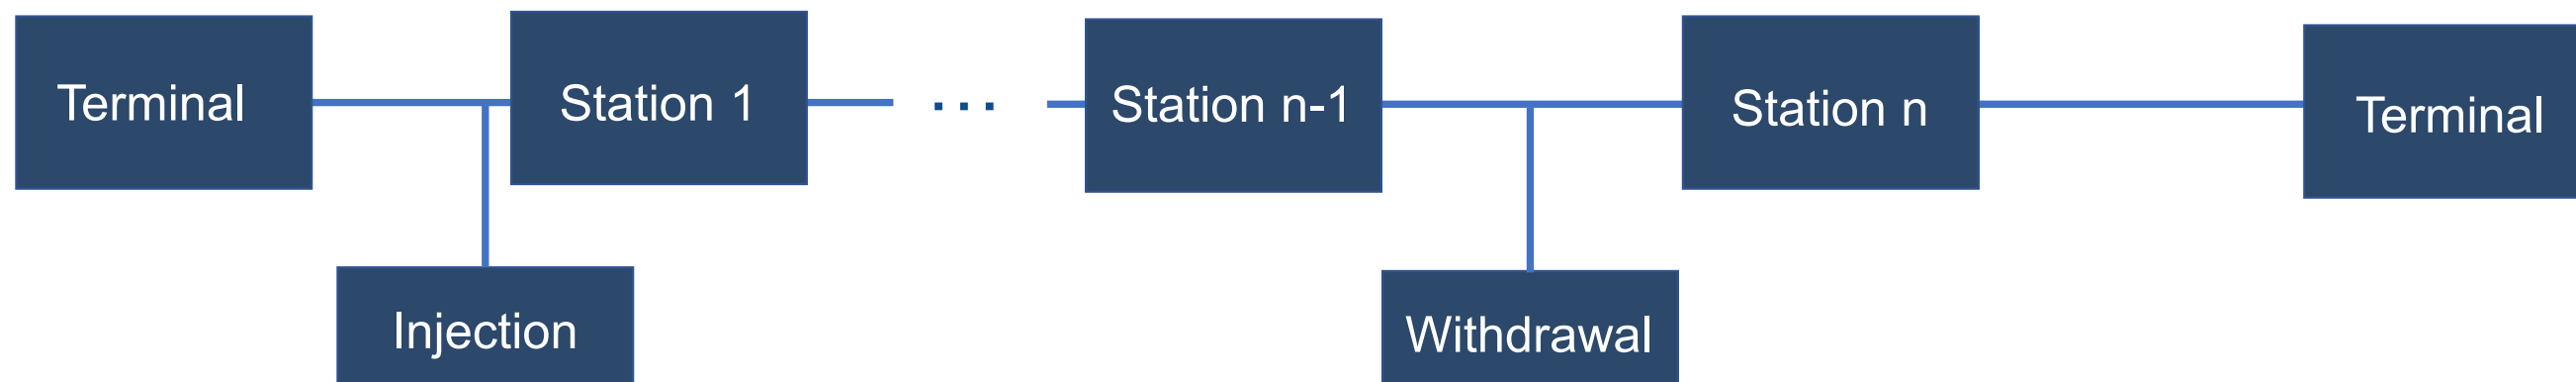 Terminal
Station 1
...
Station n-1
Station n
Terminal
Injection
Withdrawal